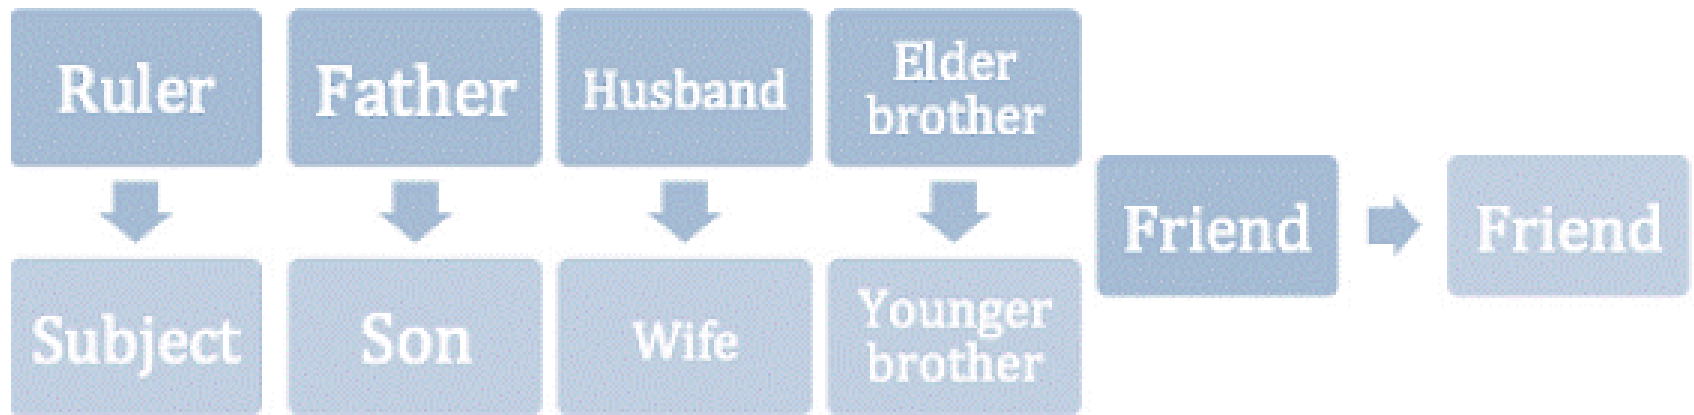 Ruler
Father
Husband
Elder
brother
Subject
Son
Wife
Younger
brother
Friend
Friend